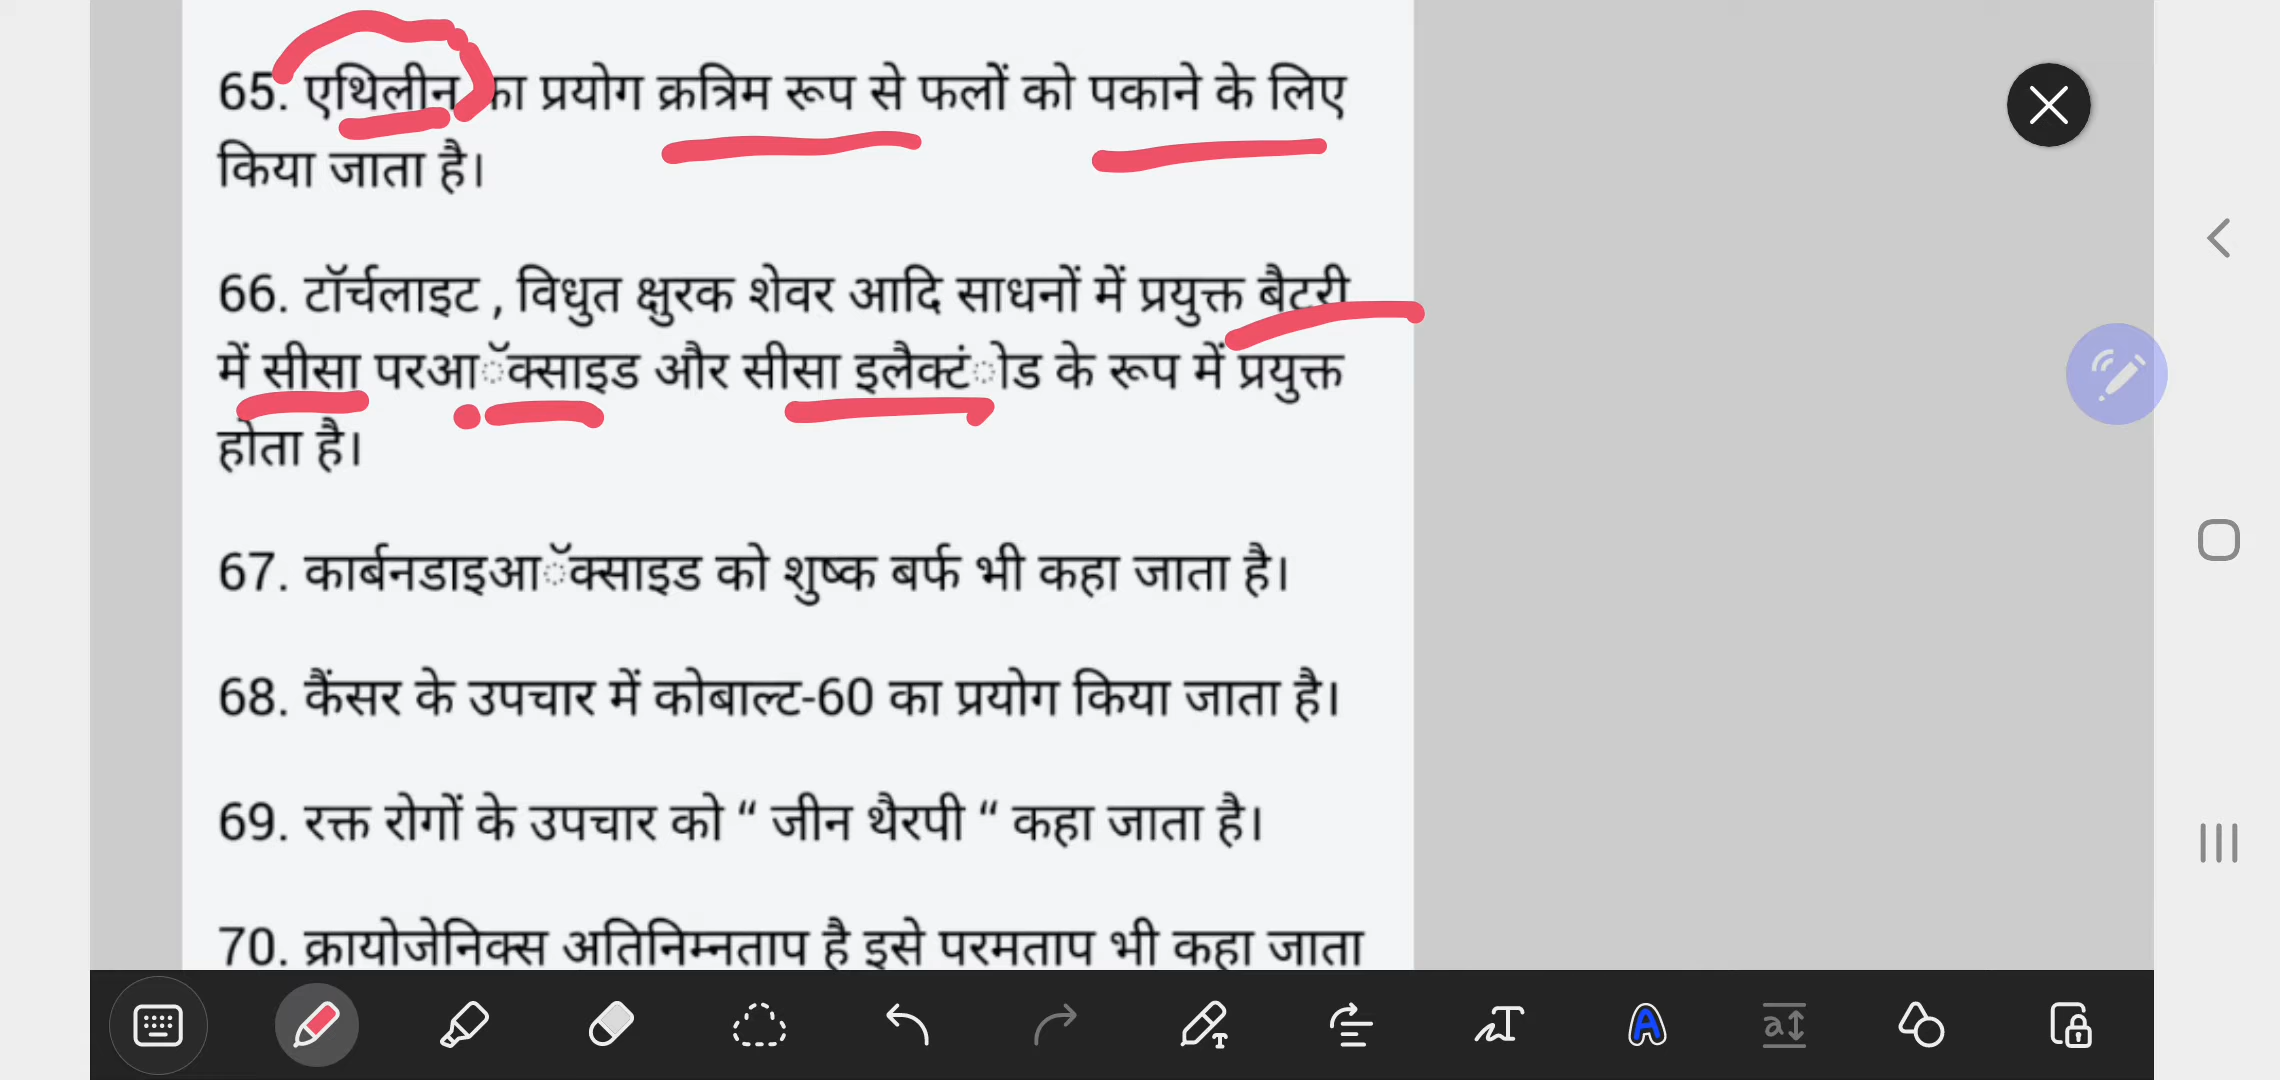 65. एथिलीन का प्रयोग क्रत्रिम रूप से फलों को पकाने के लिए
किया जाता है।
66. टॉर्चलाइट , विधुत क्षुरक शेवर आदि साधनों में प्रयुक्त बैटरी
में सीसा परआॅक्साइड और सीसा इलैक्टंोड के रूप में प्रयुक्त
होता है।
67. कार्बनडाइआॅक्साइड को शुष्क बर्फ भी कहा जाता है।
68. कैंसर के उपचार में कोबाल्ट-60 का प्रयोग किया जाता है।
69. रक्त रोगों के उपचार को “ जीन थैरपी “ कहा जाता है।
70. क्रायोजेनिक्स अतिनिम्नताप है इसे परमताप भी कहा जाता